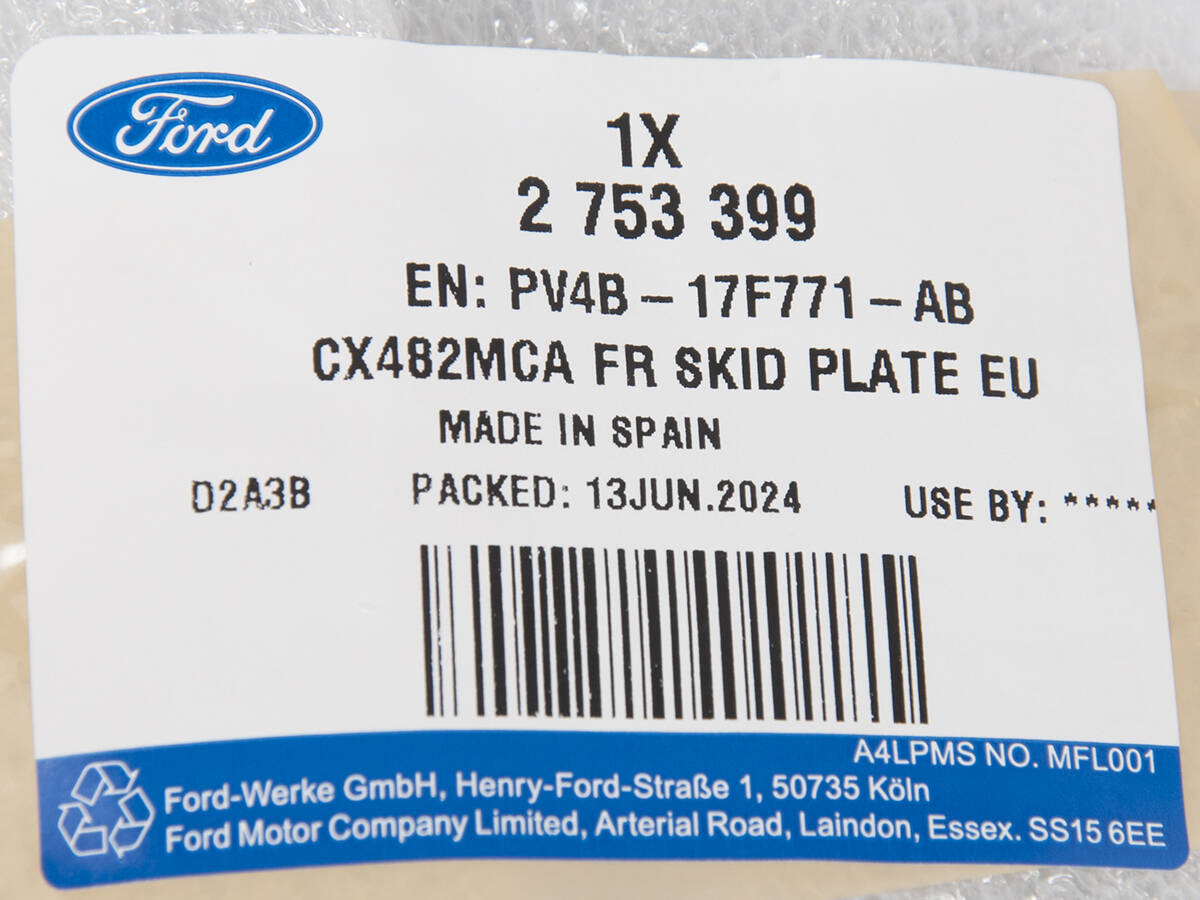 Ford
1X
2 753 399
EN: PV4B-17F771-AB
CX482MCA FR SKID PLATE EU
MADE IN SPAIN
D2A3B PACKED: 13JUN.2024 USE BY: *****
A4LPMS NO. MFL001
Ford-Werke GmbH, Henry-Ford-Straße 1, 50735 Köln
Ford Motor Company Limited, Arterial Road, Laindon, Essex. SS15 6EE